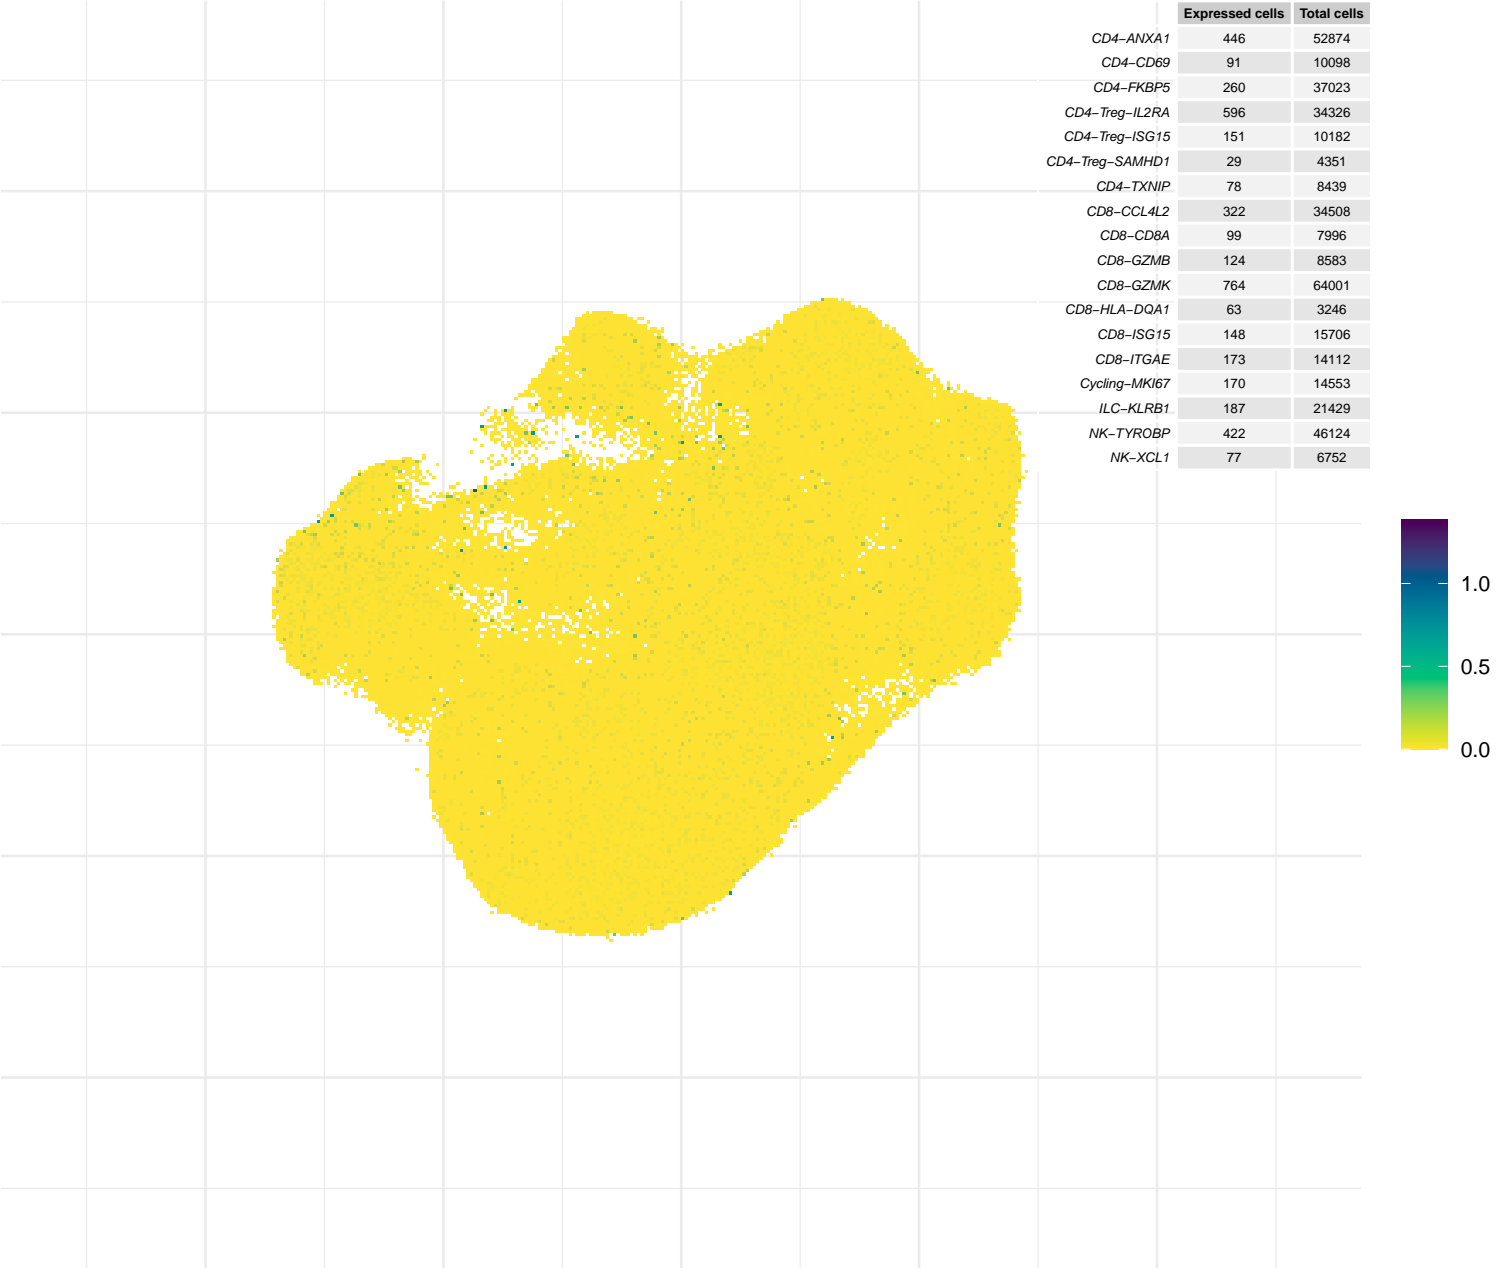 Expressed cells Total cells
CD4−ANXA1 446 52874
CD4−CD69 91 10098
CD4−FKBP5 260 37023
CD4−Treg−IL2RA 596 34326
CD4−Treg−ISG15 151 10182
CD4−Treg−SAMHD1 29 4351
CD4−TXNIP 78 8439
CD8−CCL4L2 322 34508
CD8−CD8A 99 7996
CD8−GZMB 124 8583
CD8−GZMK 764 64001
CD8−HLA−DQA1 63 3246
CD8−ISG15 148 15706
CD8−ITGAE 173 14112
Cycling−MKI67 170 14553
ILC−KLRB1 187 21429
NK−TYROBP 422 46124
NK−XCL1 77 6752
1.0
0.5
0.0